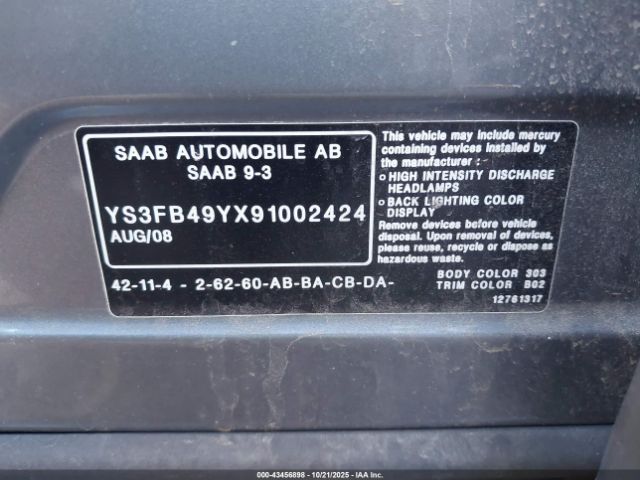 SAAB AUTOMOBILE AB
SAAB 9-3
YS3FB49YX91002424
AUG/08
42-11-4 - 2-62-60-AB-BA-CB-DA-
This vehicle may include mercury
containing devices installed by
the manufacturer :
o HIGH INTENSITY DISCHARGE
HEADLAMPS
o BACK LIGHTING COLOR
DISPLAY
Remove devices before vehicle
disposal. Upon removal of devices,
please reuse, recycle or dispose as
hazardous waste.
BODY COLOR 303
TRIM COLOR B02
12761317
000-43456898 - 10/21/2025 - IAA Inc.